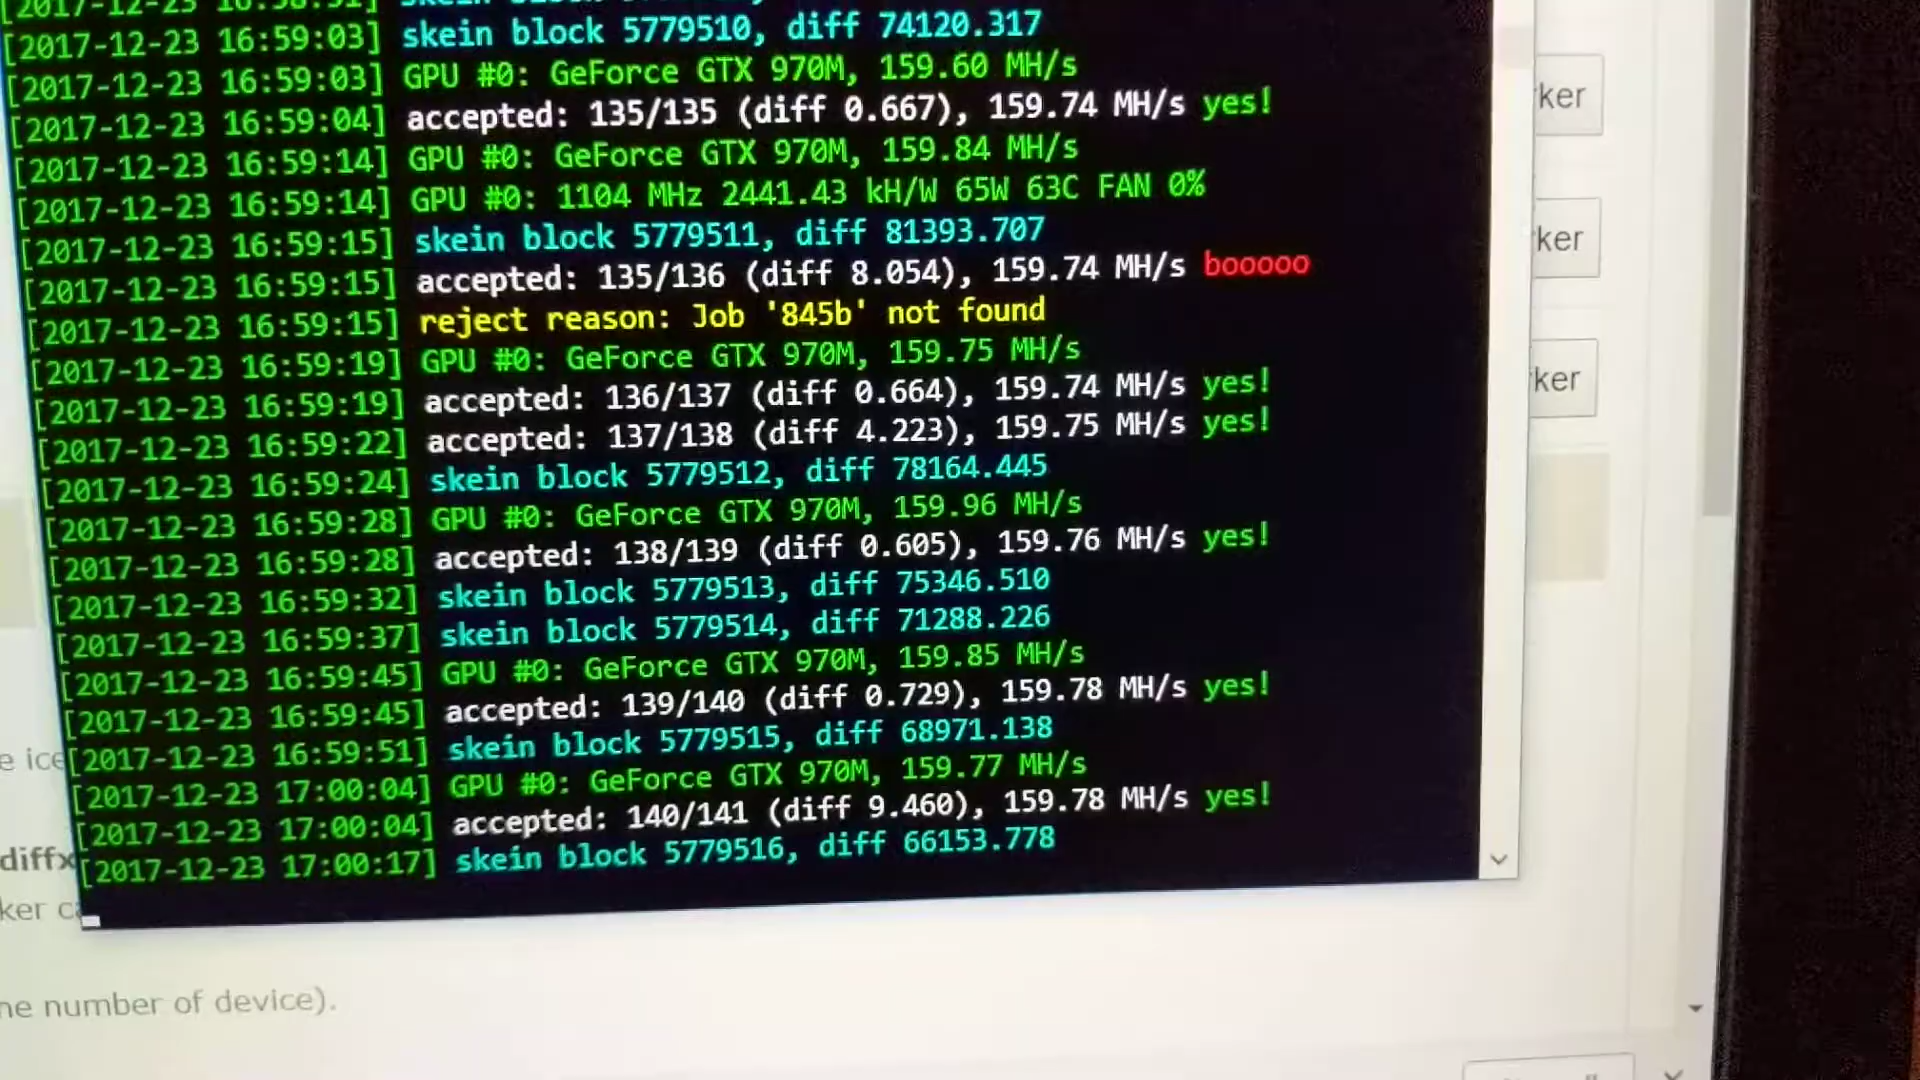 [2017-12-23 16:58:51]
[2017-12-23 16:59:03] skein block 5779510, diff 74120.317
[2017-12-23 16:59:03] GPU #0: GeForce GTX 970M, 159.60 MH/s
[2017-12-23 16:59:04] accepted: 135/135 (diff 0.667), 159.74 MH/s yes!
[2017-12-23 16:59:14] GPU #0: GeForce GTX 970M, 159.84 MH/s
[2017-12-23 16:59:14] GPU #0: 1104 MHz 2441.43 kH/W 65W 63C FAN 0%
[2017-12-23 16:59:15] skein block 5779511, diff 81393.707
[2017-12-23 16:59:15] accepted: 135/136 (diff 8.054), 159.74 MH/s booooo
[2017-12-23 16:59:15] reject reason: Job '845b' not found
[2017-12-23 16:59:19] GPU #0: GeForce GTX 970M, 159.75 MH/s
[2017-12-23 16:59:19] accepted: 136/137 (diff 0.664), 159.74 MH/s yes!
[2017-12-23 16:59:22] accepted: 137/138 (diff 4.223), 159.75 MH/s yes!
[2017-12-23 16:59:24] skein block 5779512, diff 78164.445
[2017-12-23 16:59:28] GPU #0: GeForce GTX 970M, 159.96 MH/s
[2017-12-23 16:59:28] accepted: 138/139 (diff 0.605), 159.76 MH/s yes!
[2017-12-23 16:59:32] skein block 5779513, diff 75346.510
[2017-12-23 16:59:37] skein block 5779514, diff 71288.226
[2017-12-23 16:59:45] GPU #0: GeForce GTX 970M, 159.85 MH/s
[2017-12-23 16:59:45] accepted: 139/140 (diff 0.729), 159.78 MH/s yes!
[2017-12-23 16:59:51] skein block 5779515, diff 68971.138
[2017-12-23 17:00:04] GPU #0: GeForce GTX 970M, 159.77 MH/s
[2017-12-23 17:00:04] accepted: 140/141 (diff 9.460), 159.78 MH/s yes!
[2017-12-23 17:00:17] skein block 5779516, diff 66153.778
ker
ker
ker
e ice
diffx
ker ca
ne number of device).